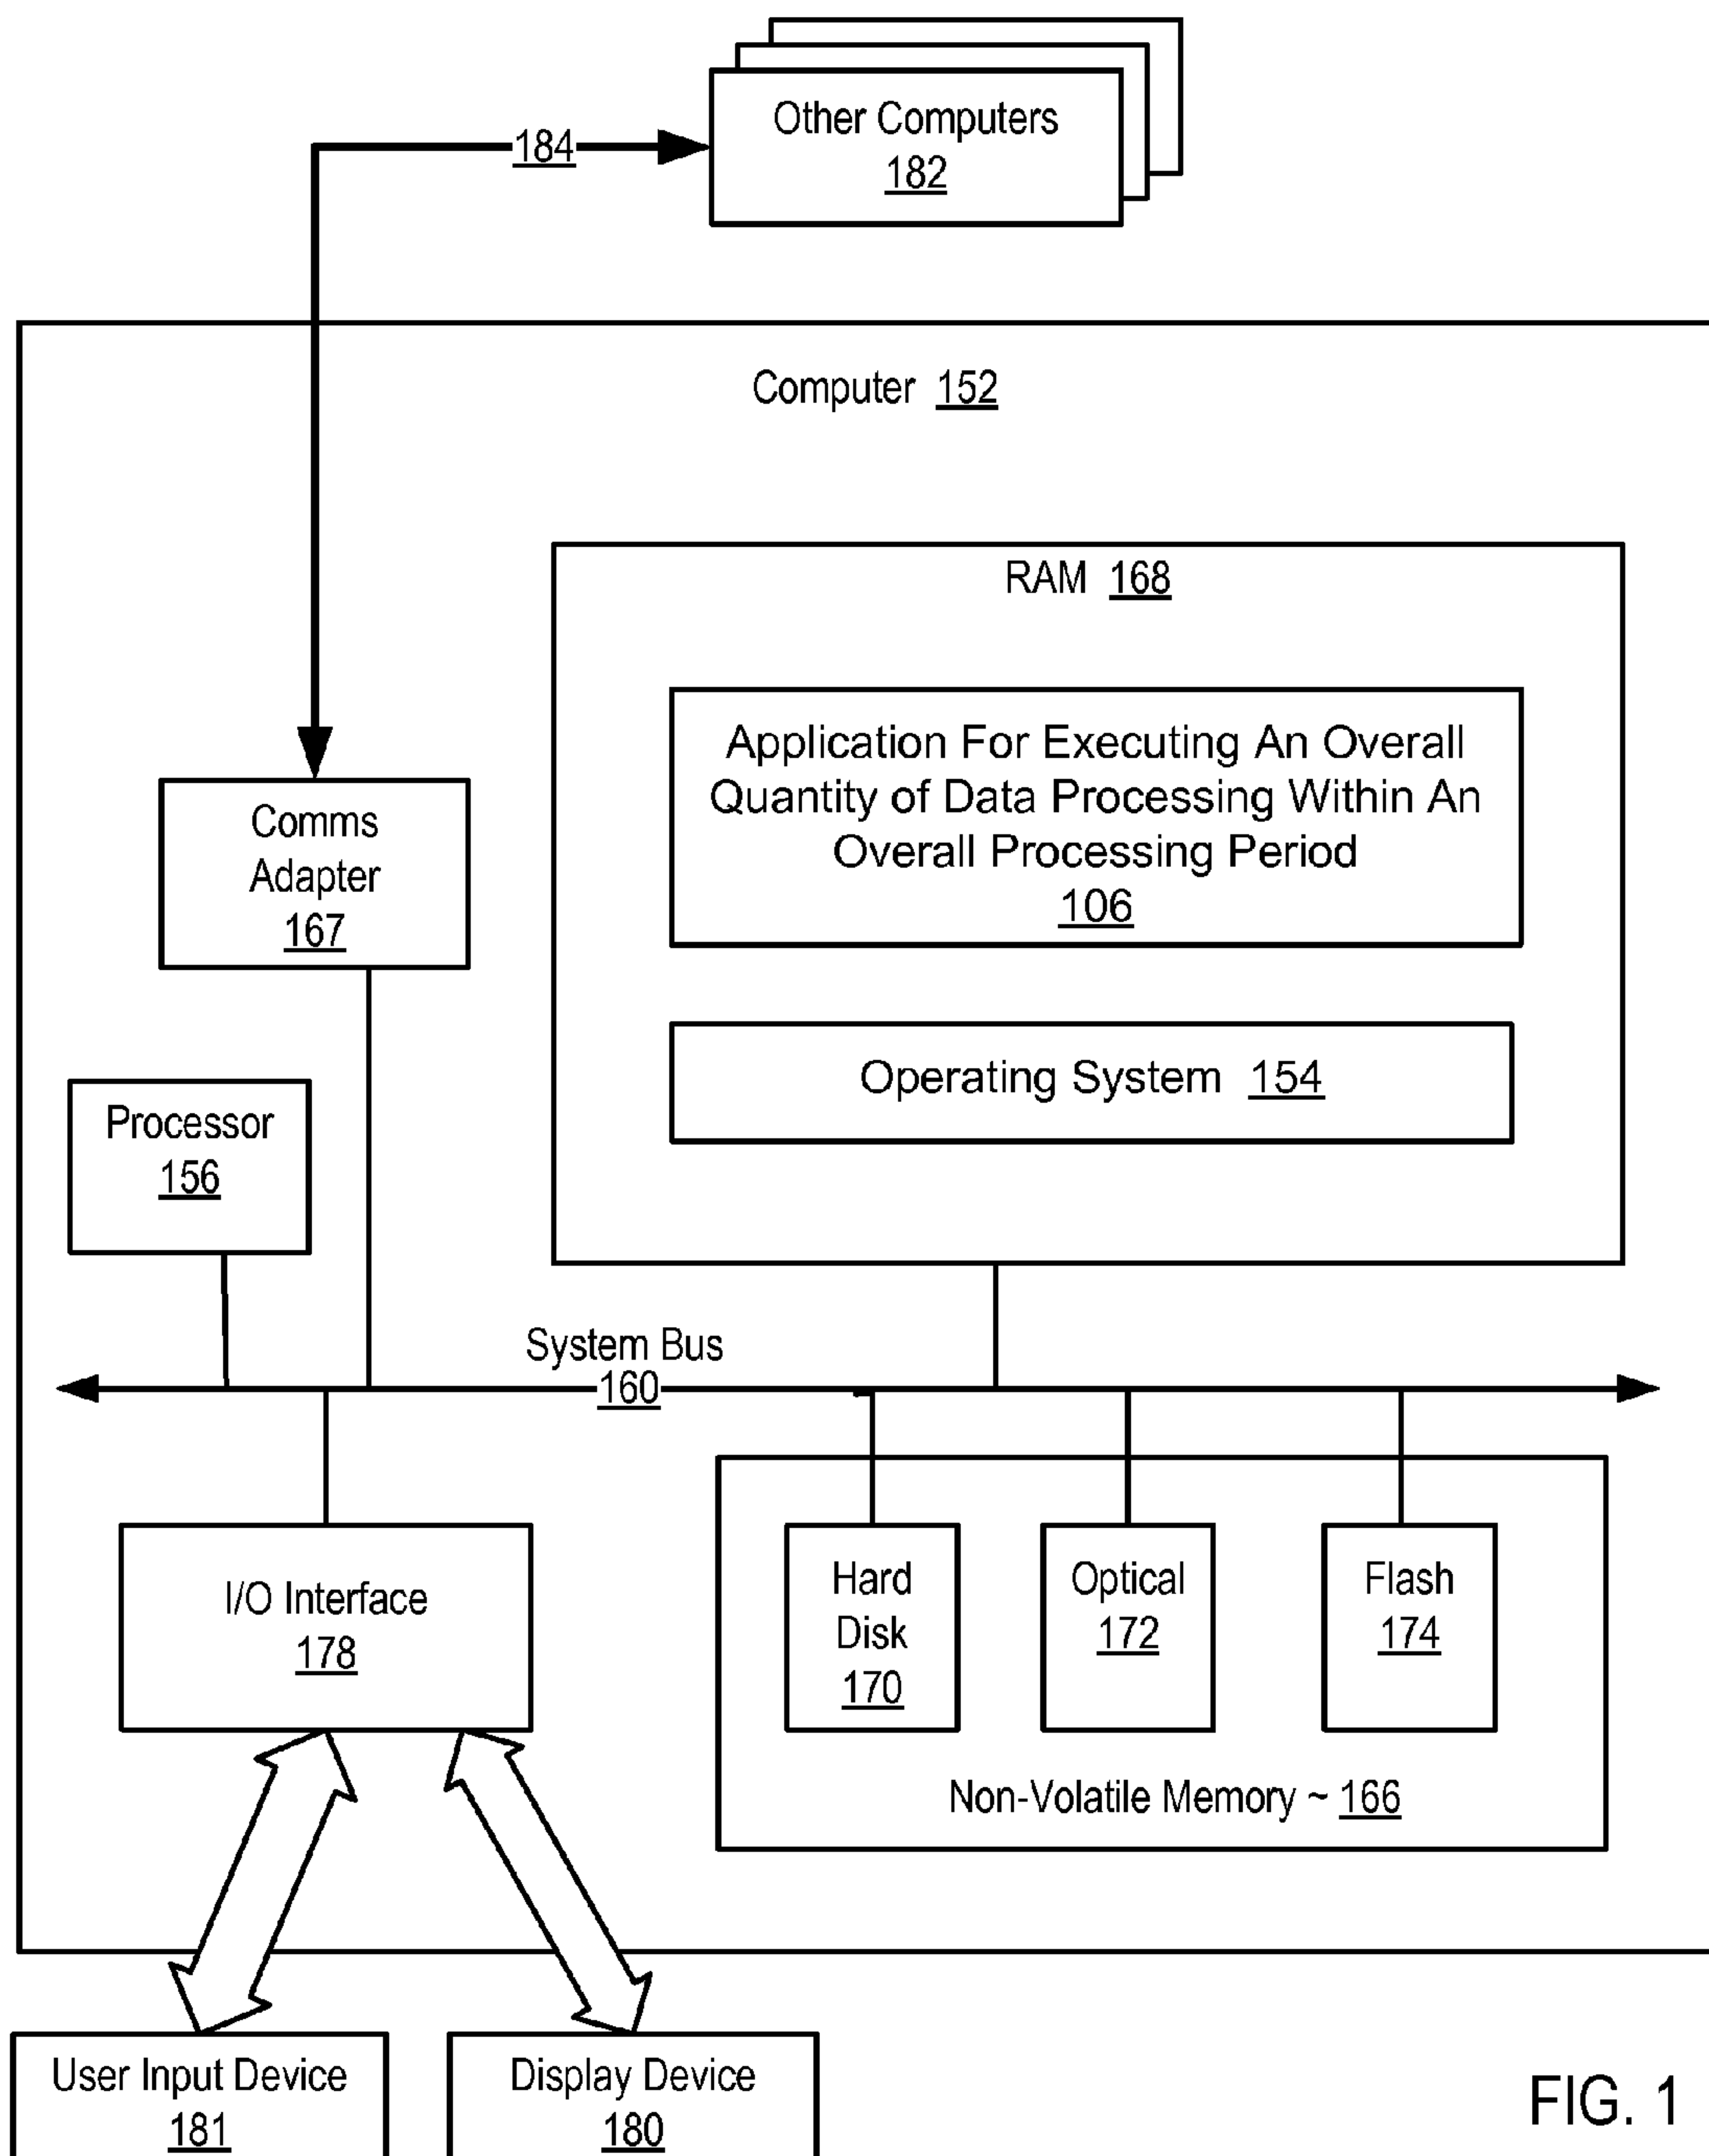 Other Computers
182
184
Computer 152
RAM 168
Application For Executing An Overall
Quantity of Data Processing Within An
Overall Processing Period
106
Operating System 154
Comms
Adapter
167
Processor
156
System Bus
160
I/O Interface
178
Hard
Disk
170
Optical
172
Flash
174
Non-Volatile Memory ~ 166
User Input Device
181
Display Device
180
FIG. 1